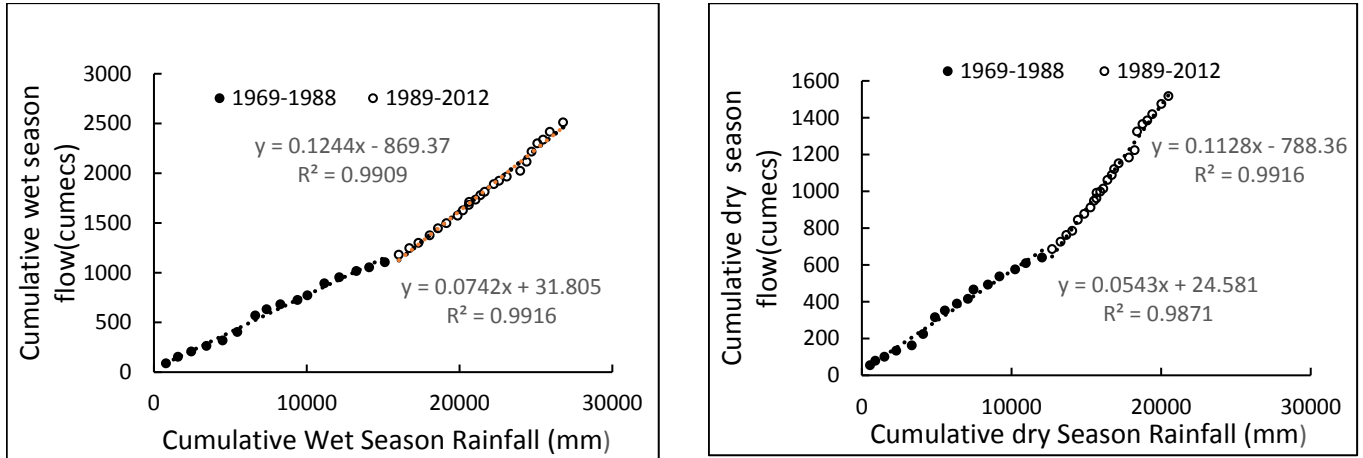 3000
2500
2000
1500
1000
500
0
0 10000 20000 30000
Cumulative wet season
flow(cumecs)
Cumulative Wet Season Rainfall (mm)
1969-1988 1989-2012
y = 0.1244x - 869.37
R² = 0.9909
y = 0.0742x + 31.805
R² = 0.9916
1600
1400
1200
1000
800
600
400
200
0
0 10000 20000 30000
Cumulative dry season
flow(cumecs)
Cumulative dry Season Rainfall (mm)
1969-1988 1989-2012
y = 0.1128x - 788.36
R² = 0.9916
y = 0.0543x + 24.581
R² = 0.9871